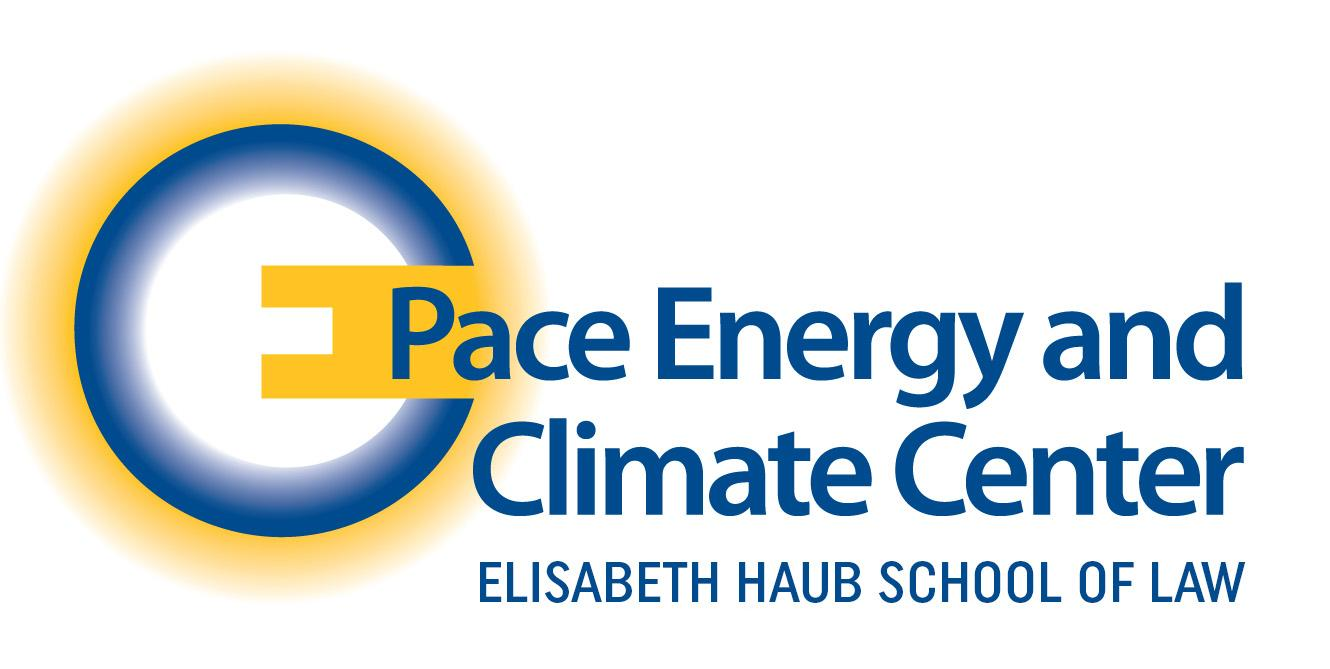 Pace Energy and
Climate Center
ELISABETH HAUB SCHOOL OF LAW